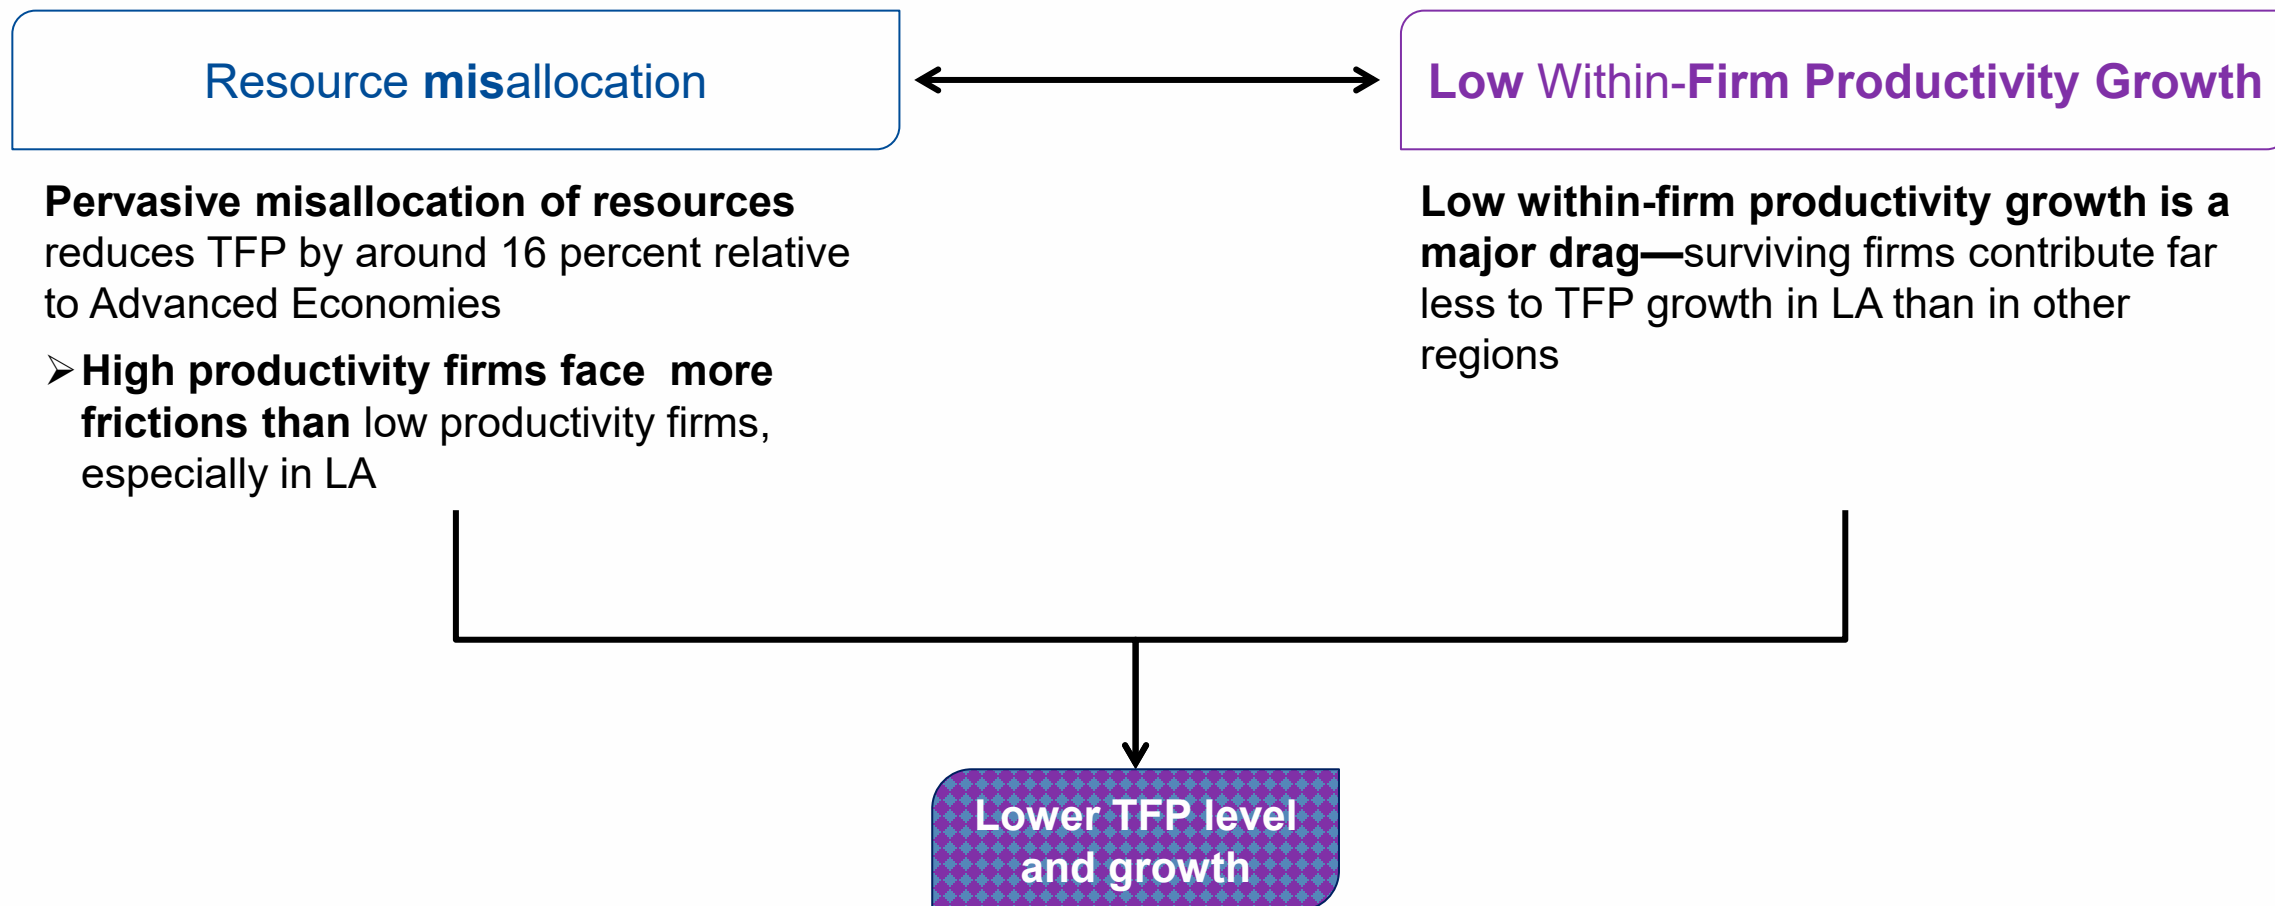 Resource misallocation
Low Within-Firm Productivity Growth
Pervasive misallocation of resources
reduces TFP by around 16 percent relative
to Advanced Economies
➢ High productivity firms face  more
frictions than low productivity firms,
especially in LA
Low within-firm productivity growth is a
major drag—surviving firms contribute far
less to TFP growth in LA than in other
regions
Lower TFP level
and growth